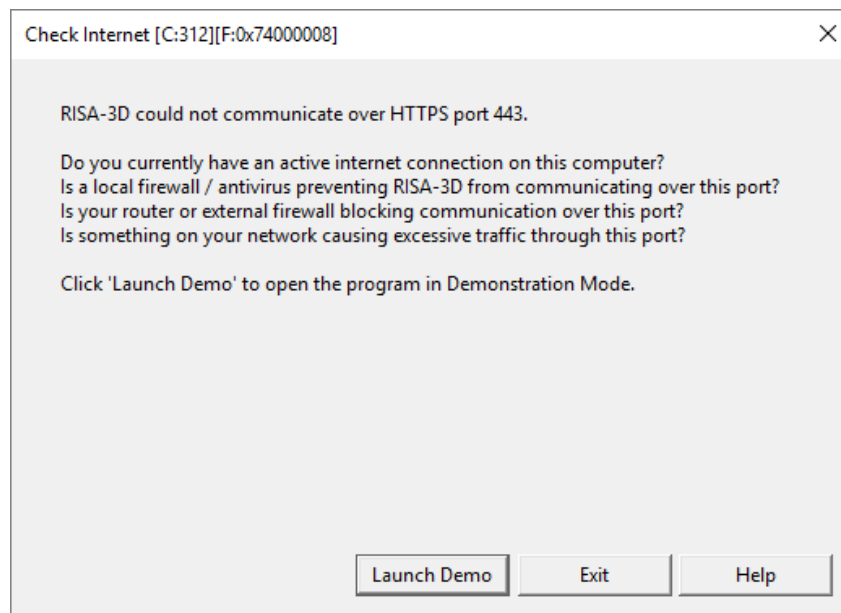 Check Internet [C:312][F:0x74000008]
RISA-3D could not communicate over HTTPS port 443.
Do you currently have an active internet connection on this computer?
Is a local firewall / antivirus preventing RISA-3D from communicating over this port?
Is your router or external firewall blocking communication over this port?
Is something on your network causing excessive traffic through this port?
Click 'Launch Demo' to open the program in Demonstration Mode.
Launch Demo
Exit
Help